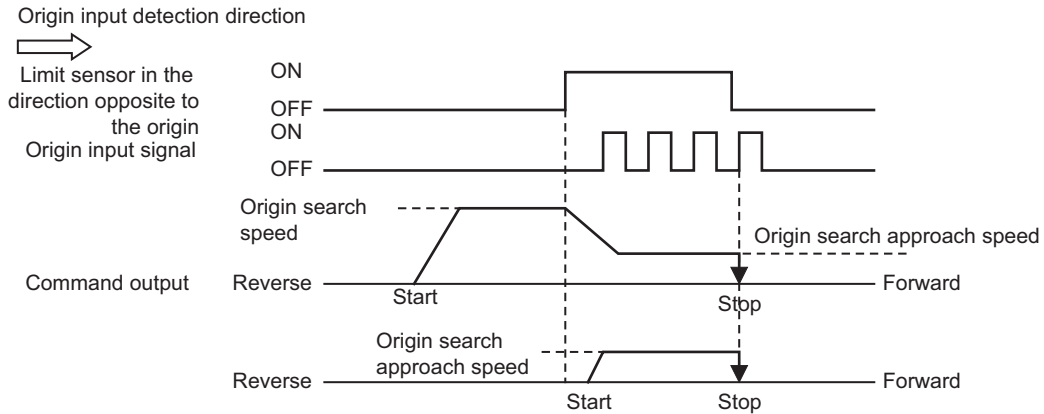 Origin input detection direction
Limit sensor in the
direction opposite to
the origin
ON
OFF
Origin input signal
ON
OFF
Origin search
speed
Origin search approach speed
Command output
Reverse
Forward
Start
Stop
Origin search
approach speed
Reverse
Forward
Start
Stop